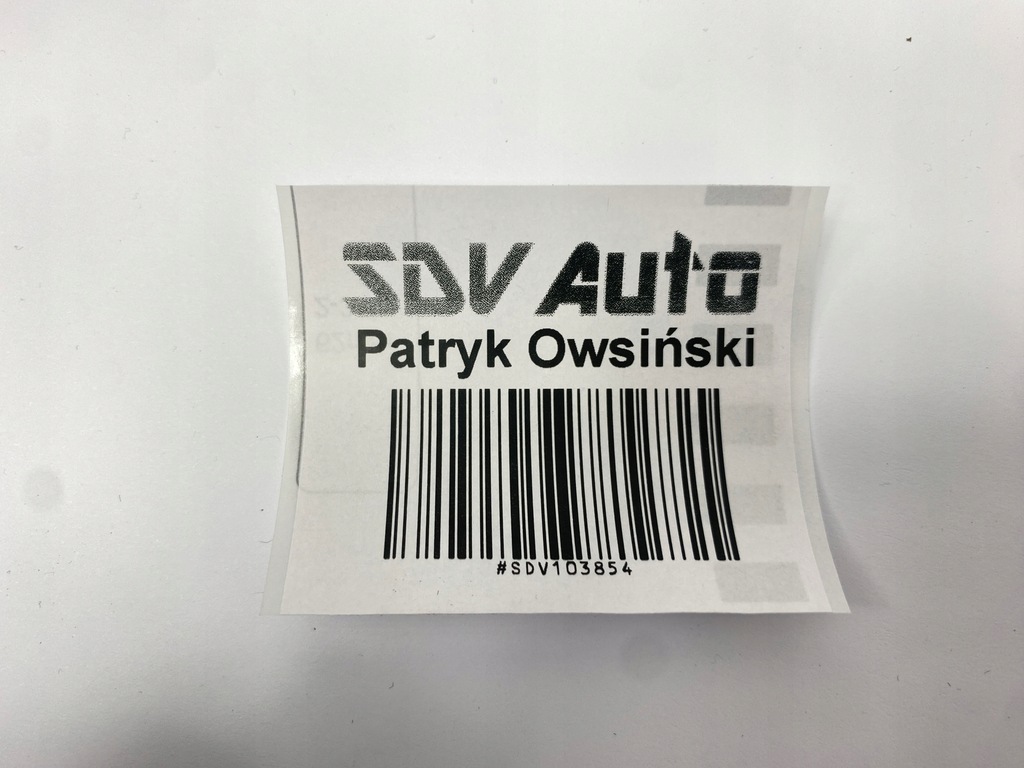 SDV Auto
Patryk Owsiński
#SDV103854